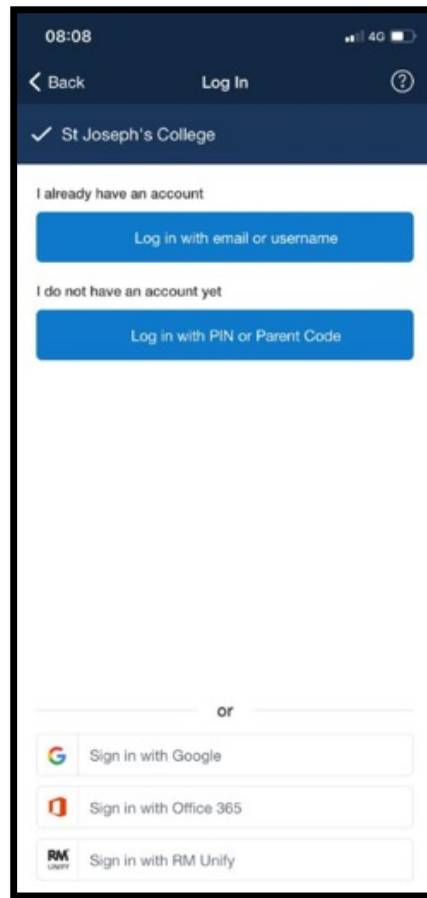 08:08
4G
Back
Log In
?
St Joseph's College
I already have an account
Log in with email or username
I do not have an account yet
Log in with PIN or Parent Code
or
G Sign in with Google
Sign in with Office 365
RM UNIFY Sign in with RM Unify